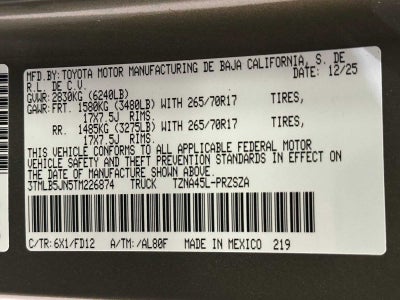 MFD.BY:TOYOTA MOTOR MANUFACTURING DE BAJA CALIFORNIA, S. DE
R.L. DE C.V. DATE: 12/25
GVWR: 2830KG (6240LB)
GAWR:FRT. 1580KG (3480LB) WITH 265/70R17 TIRES,
17X7.5J RIMS.
RR. 1485KG (3275LB) WITH 265/70R17 TIRES,
17X7.5J RIMS.
THIS VEHICLE CONFORMS TO ALL APPLICABLE FEDERAL MOTOR
VEHICLE SAFETY AND THEFT PREVENTION STANDARDS IN EFFECT ON
THE DATE OF MANUFACTURE SHOWN ABOVE.
3TMLB5JN5TM226874 TRUCK TZNA45L-PRZSZA
C/TR: 6X1/FD12 A/TM: /AL80F MADE IN MEXICO 219